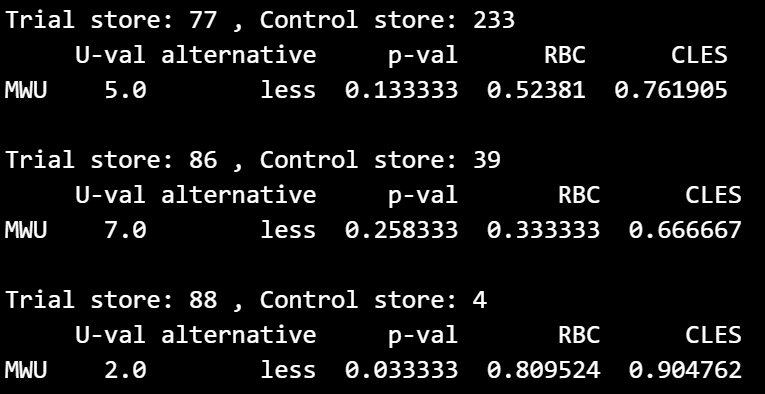 Trial store: 77 , Control store: 233
U-val alternative p-val RBC CLES
MWU 5.0 less 0.133333 0.52381 0.761905
Trial store: 86 , Control store: 39
U-val alternative p-val RBC CLES
MWU 7.0 less 0.258333 0.333333 0.666667
Trial store: 88 , Control store: 4
U-val alternative p-val RBC CLES
MWU 2.0 less 0.033333 0.809524 0.904762